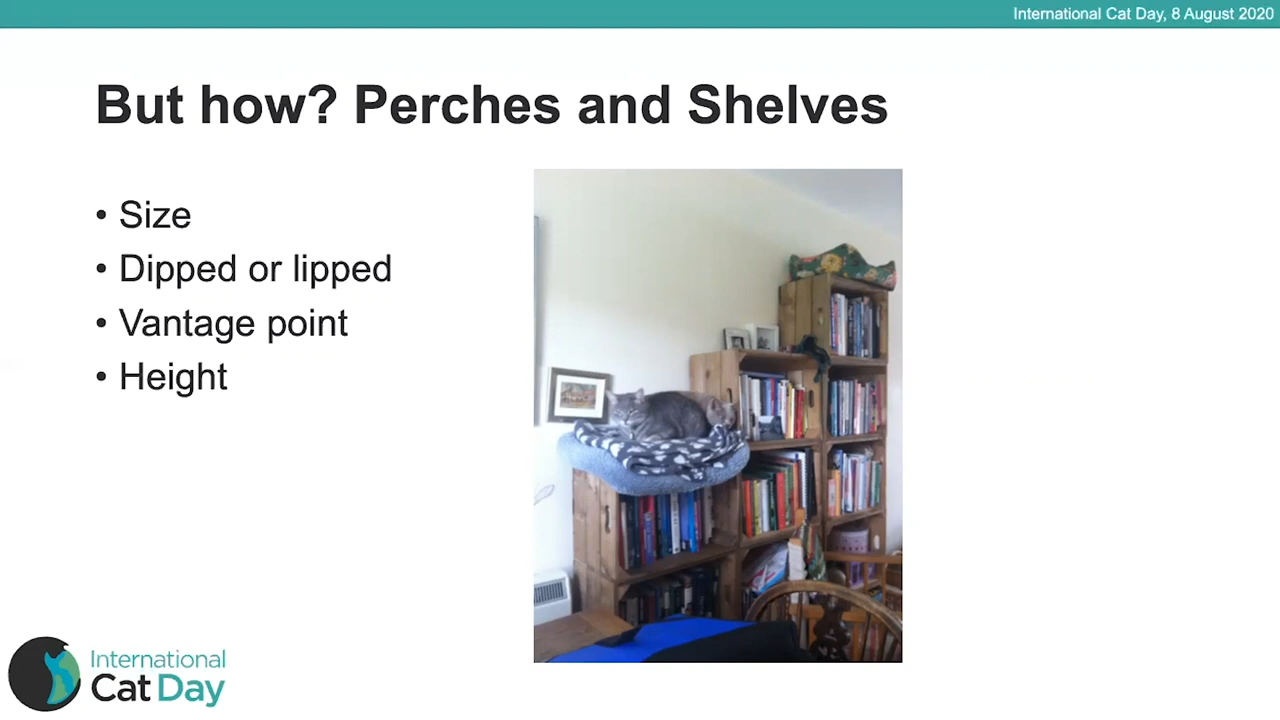 International Cat Day, 8 August 2020
But how? Perches and Shelves
• Size
• Dipped or lipped
• Vantage point
• Height
International
Cat Day